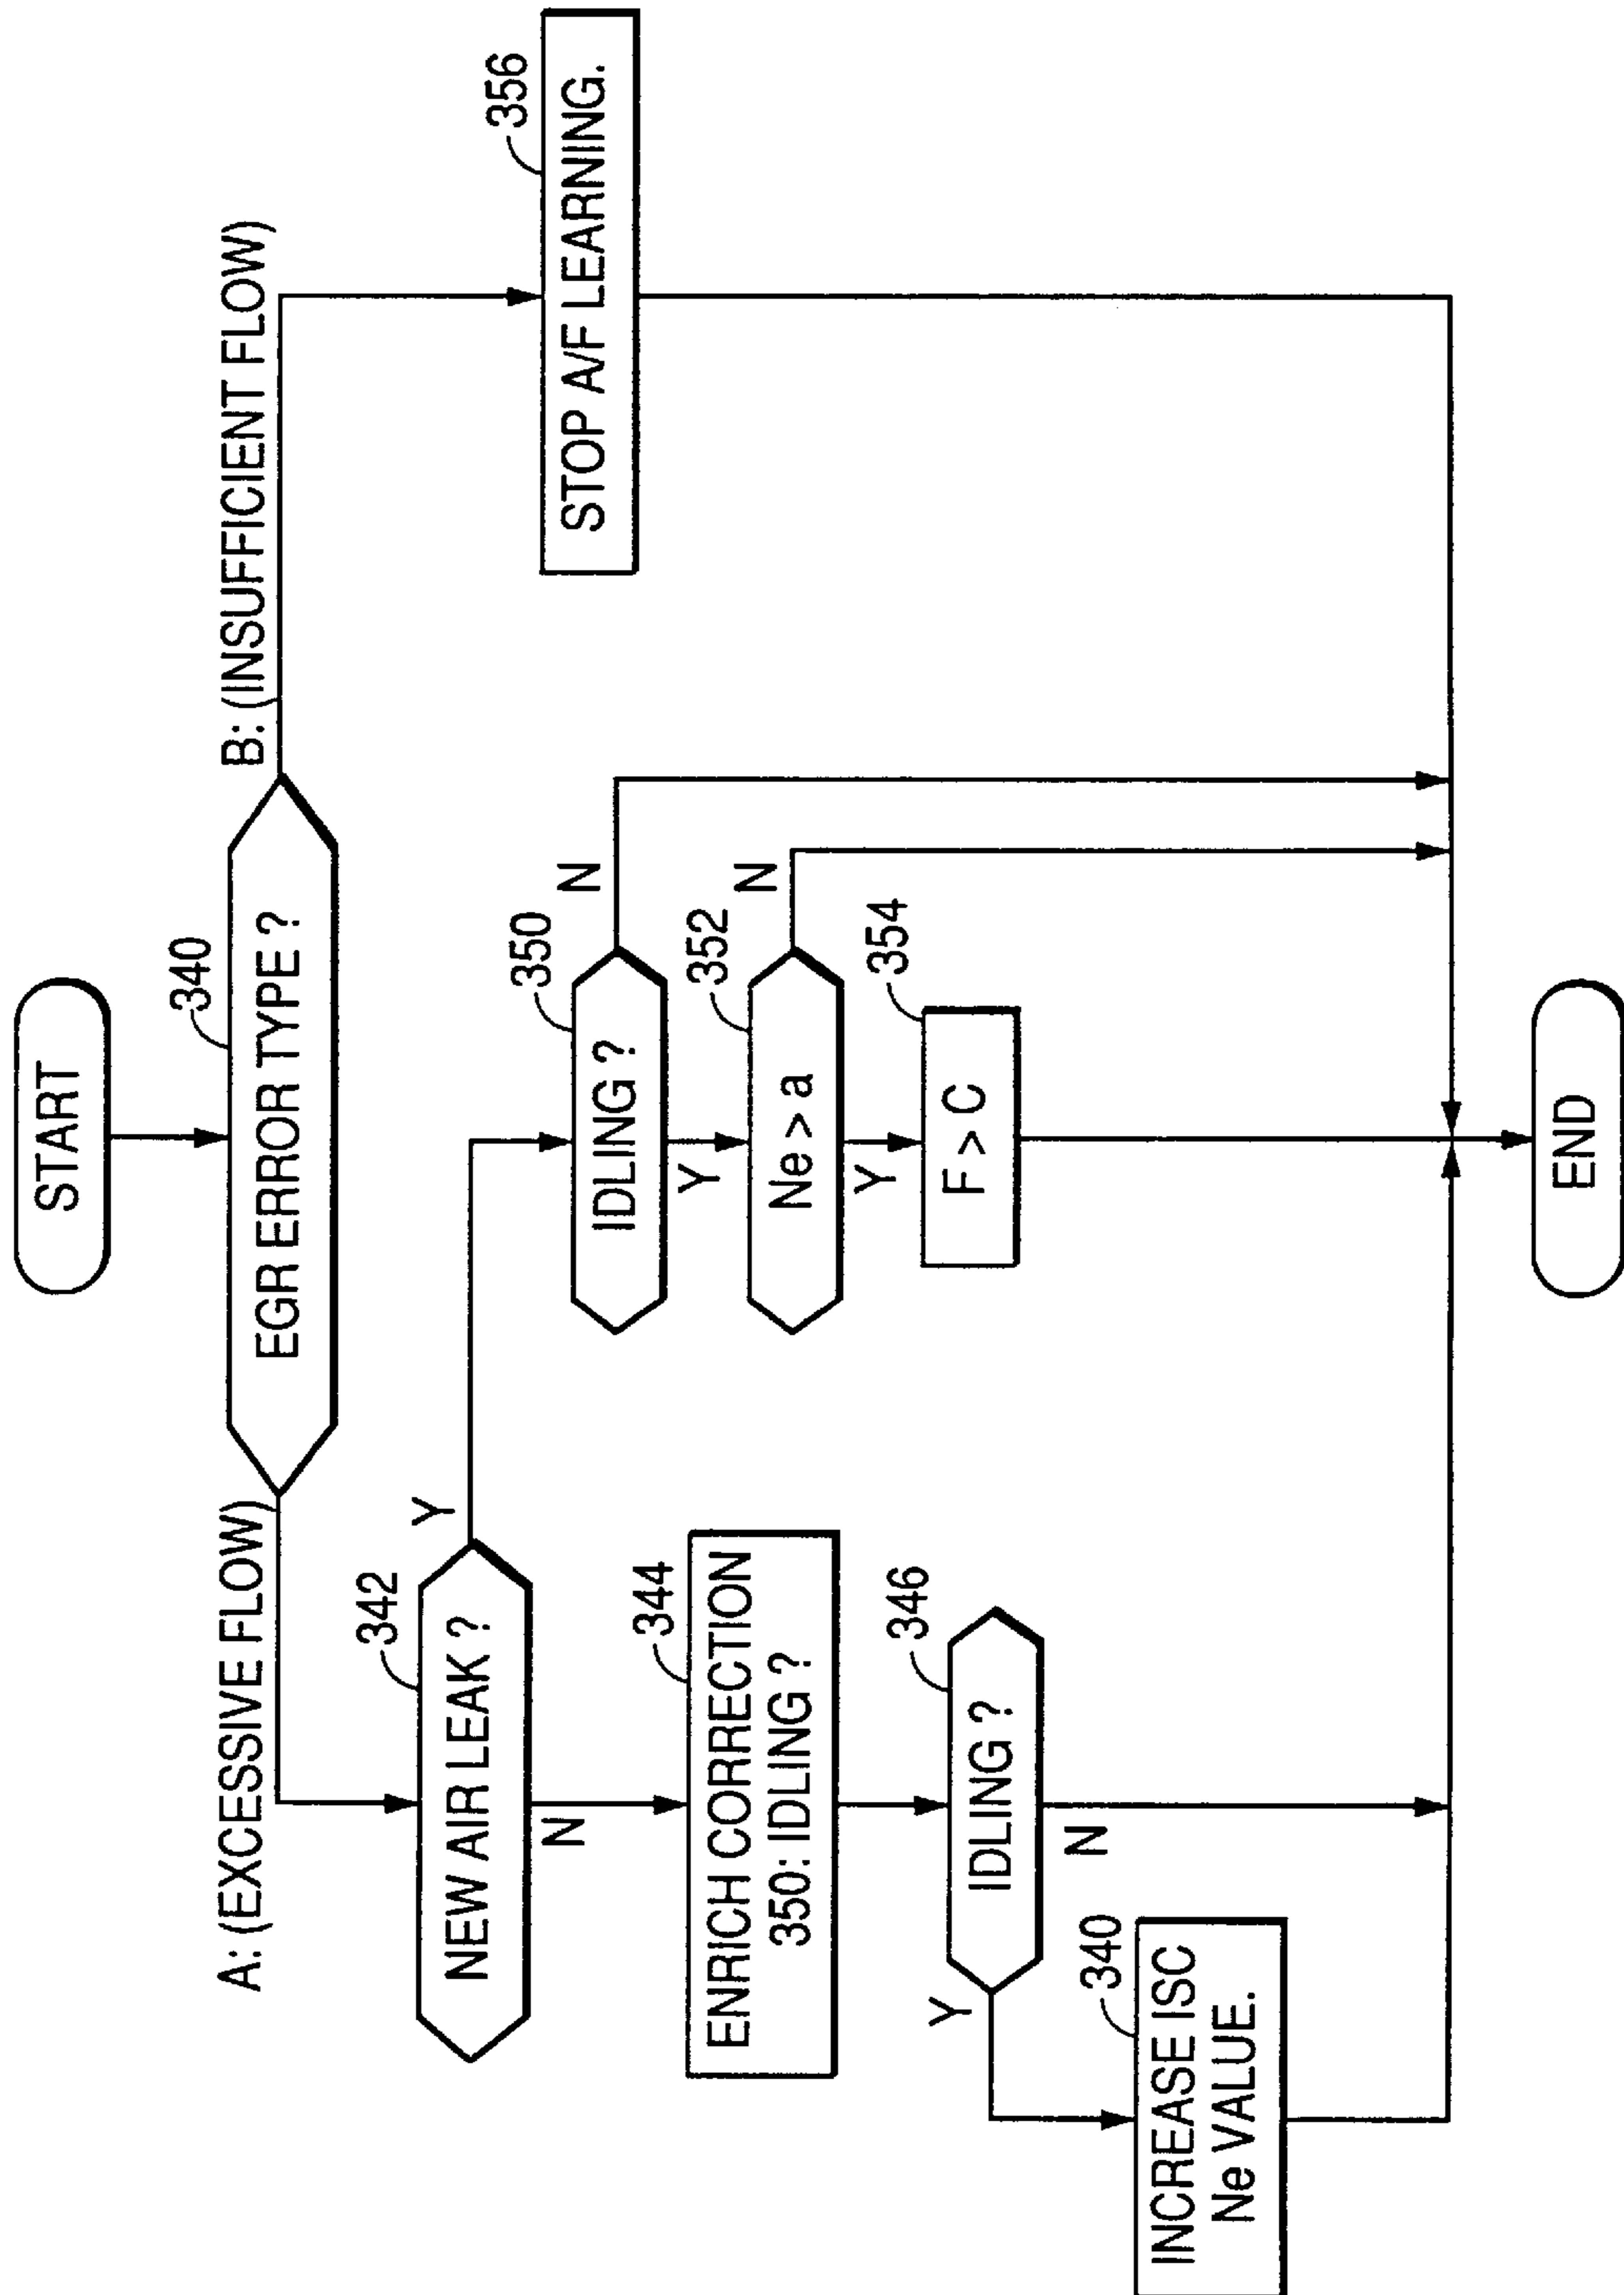 START
340
EGR ERROR TYPE ?
A: (EXCESSIVE FLOW)
B: (INSUFFICIENT FLOW)
342
NEW AIR LEAK ?
Y
N
344
ENRICH CORRECTION
350: IDLING ?
346
IDLING ?
Y
N
340
INCREASE ISC
Ne VALUE.
350
IDLING ?
N
Y
352
Ne > a
N
Y
354
F > C
356
STOP A/F LEARNING.
END